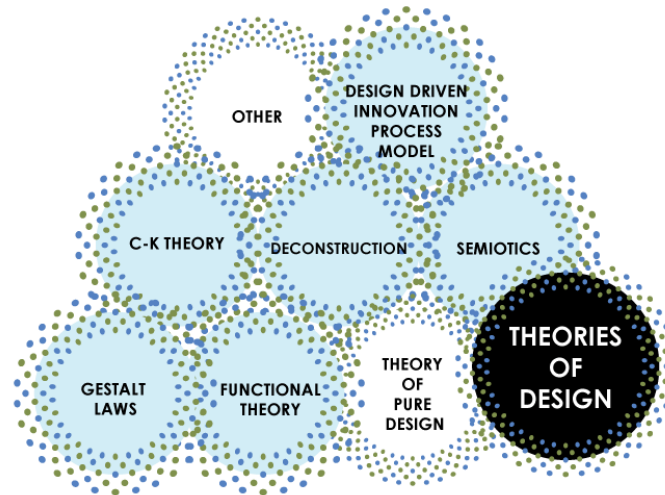 OTHER
DESIGN DRIVEN
INNOVATION
PROCESS
MODEL
C-K THEORY
DECONSTRUCTION
SEMIOTICS
GESTALT
LAWS
FUNCTIONAL
THEORY
THEORY
OF
PURE
DESIGN
THEORIES
OF
DESIGN